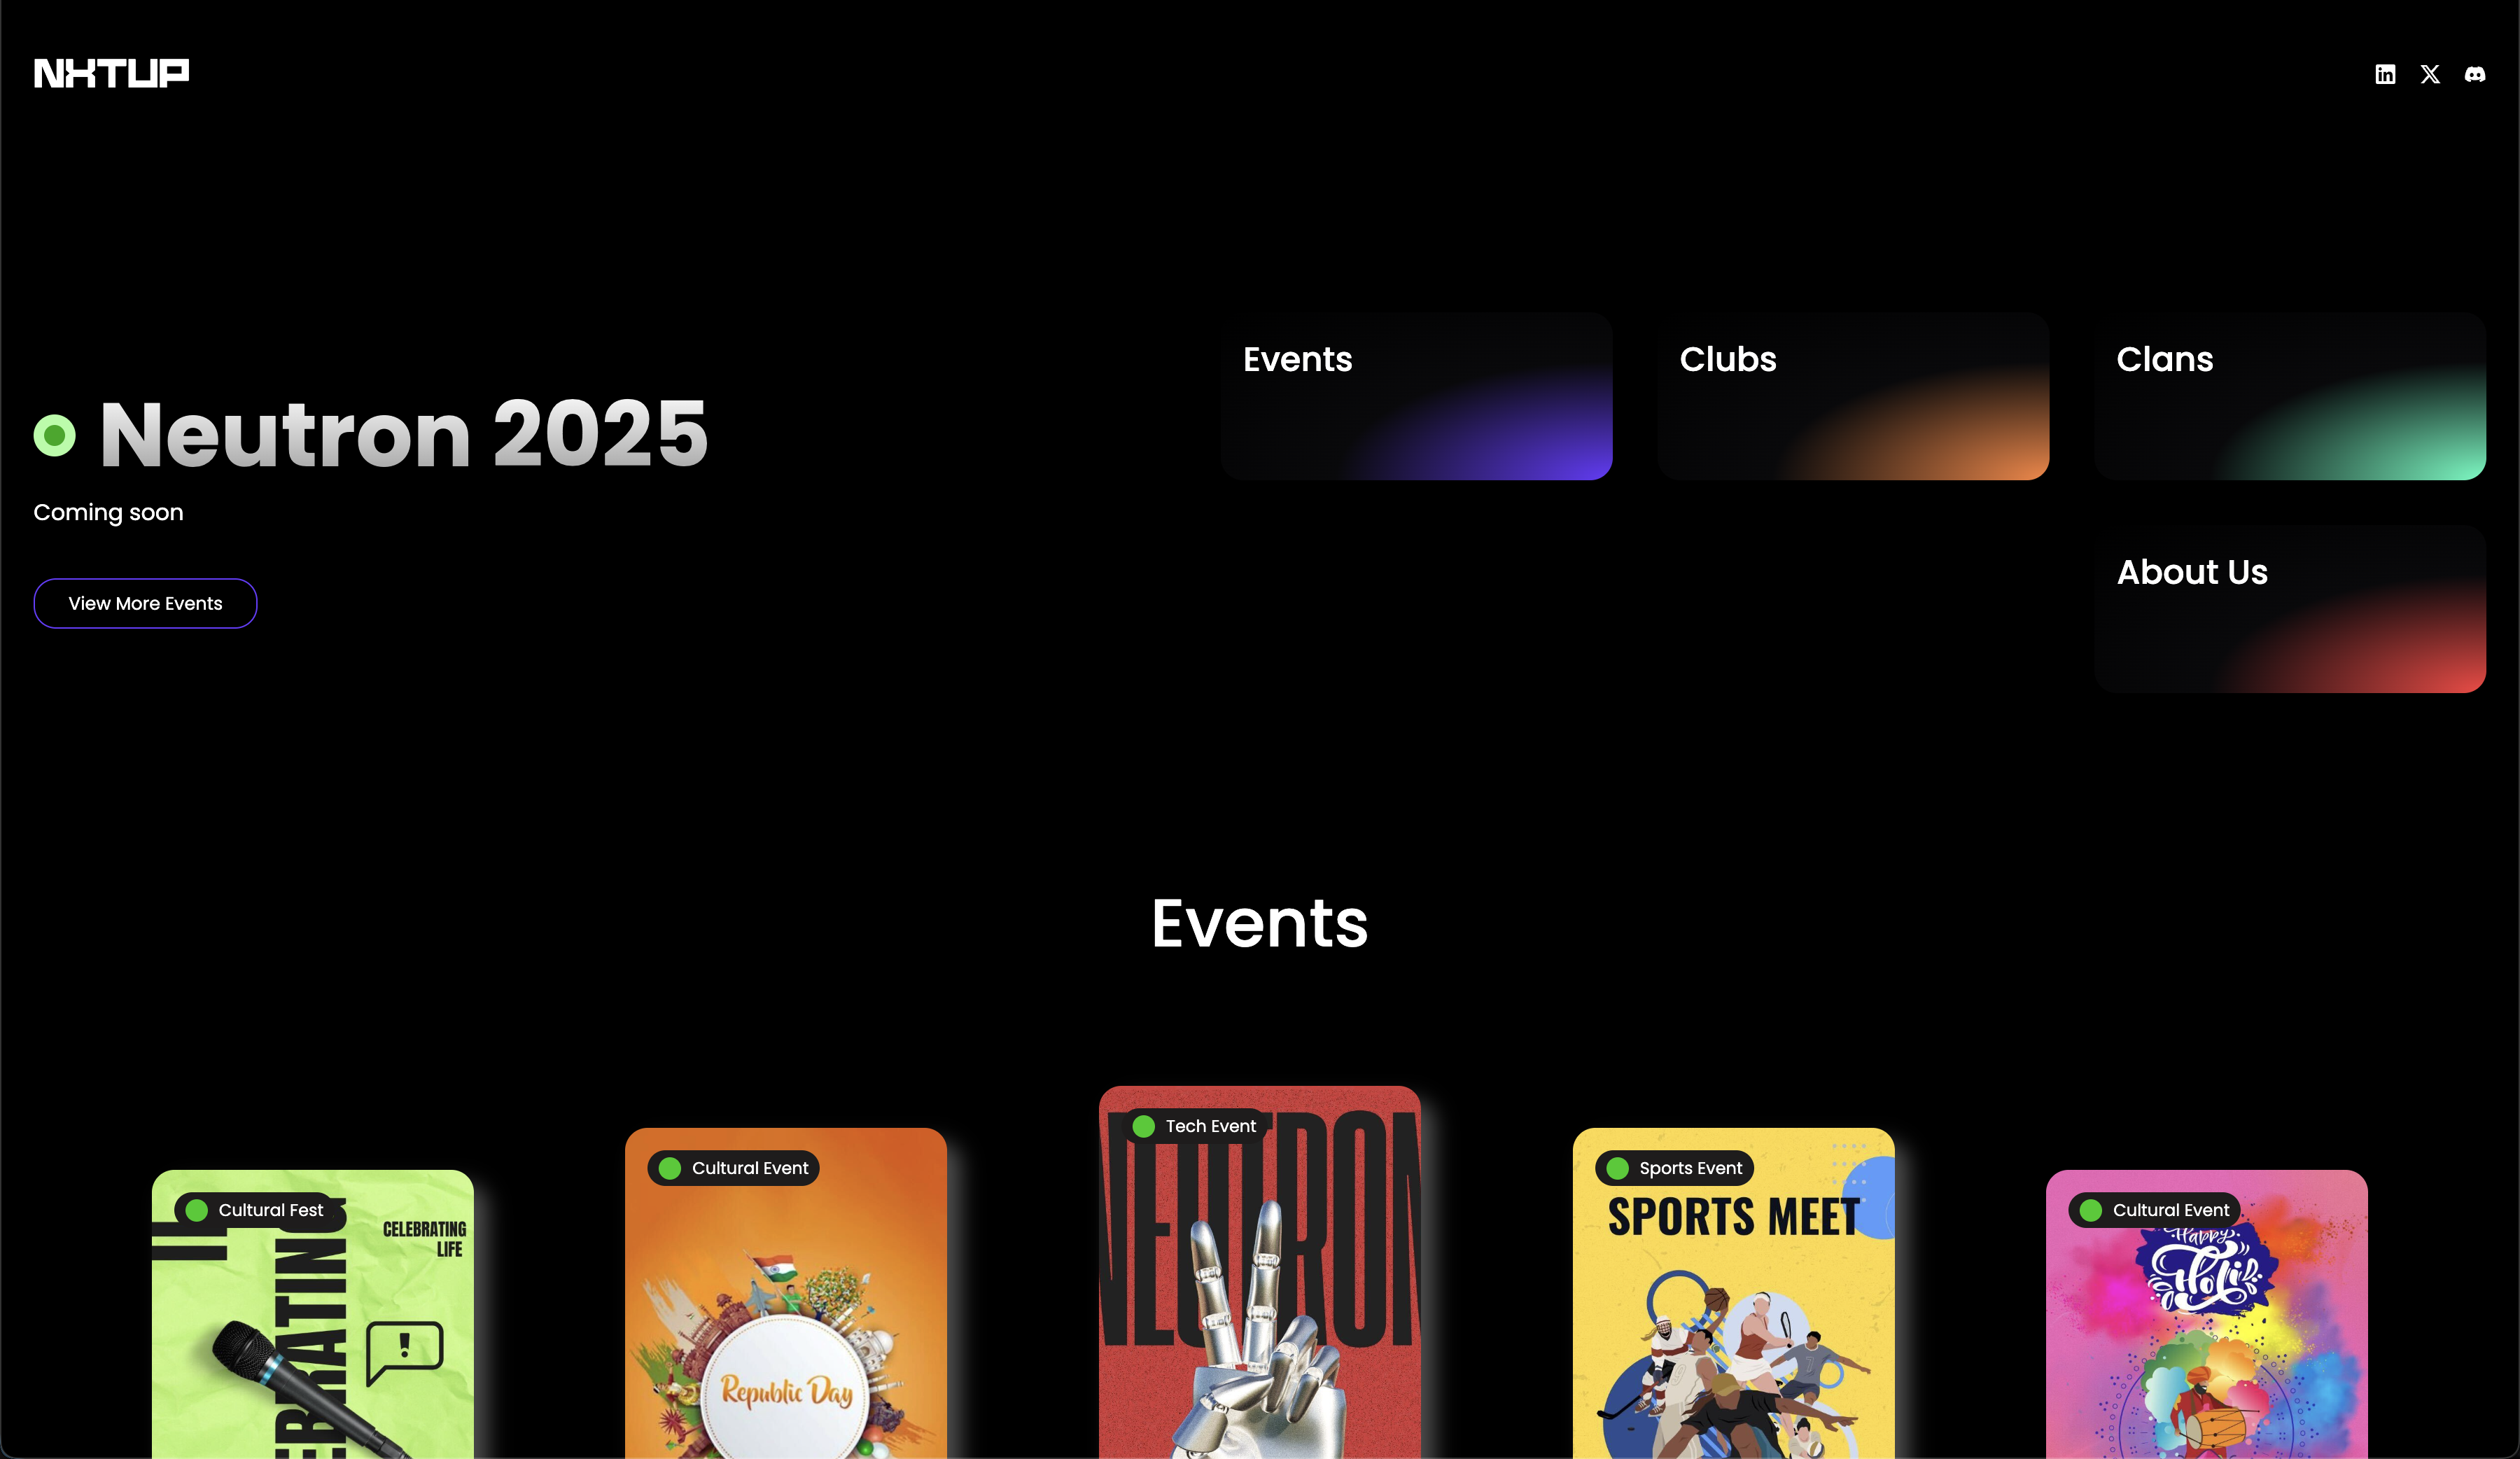 NXTUP
Neutron 2025
Coming soon
View More Events
Events
Clubs
Clans
About Us
Events
Cultural Fest
CELEBRATING
LIFE
Cultural Event
Republic Day
Tech Event
NEUTRON
Sports Event
SPORTS MEET
Cultural Event
Happy
Holi